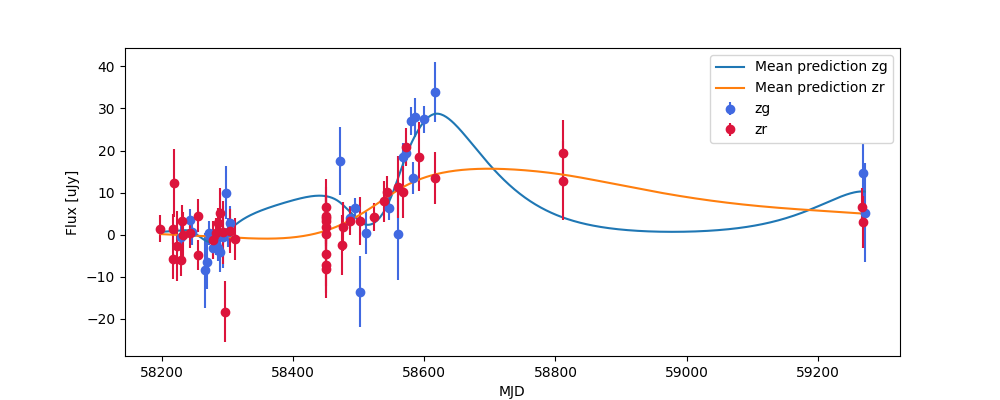 Flux [uJy]
40
30
20
10
0
−10
−20
58200
58400
58600
58800
59000
59200
MJD
Mean prediction zg
Mean prediction zr
zg
zr